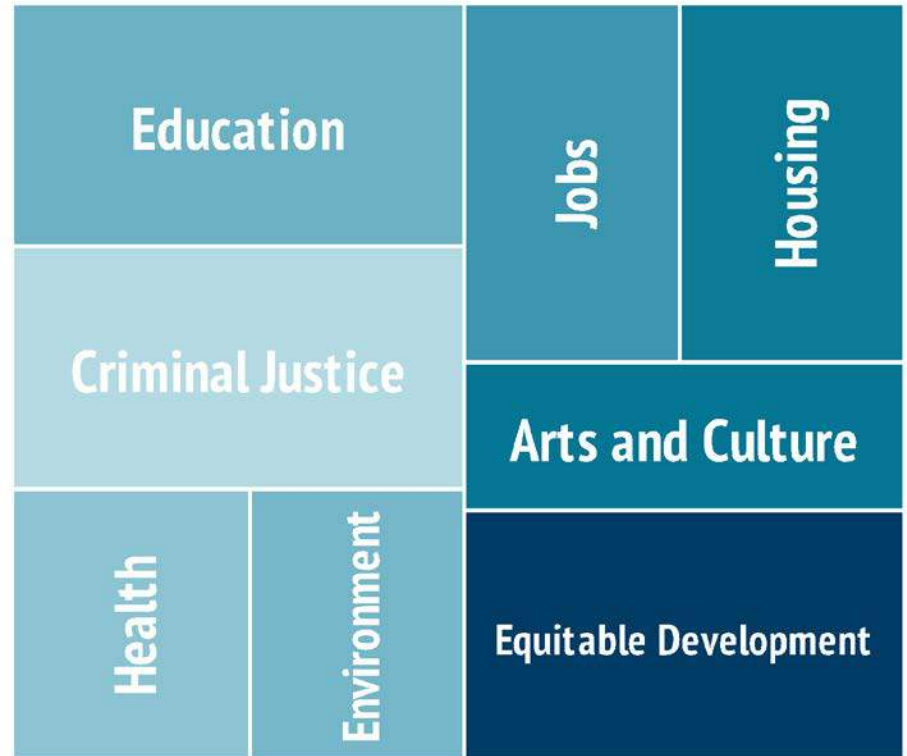 Education
Jobs
Housing
Criminal Justice
Arts and Culture
Health
Environment
Equitable Development